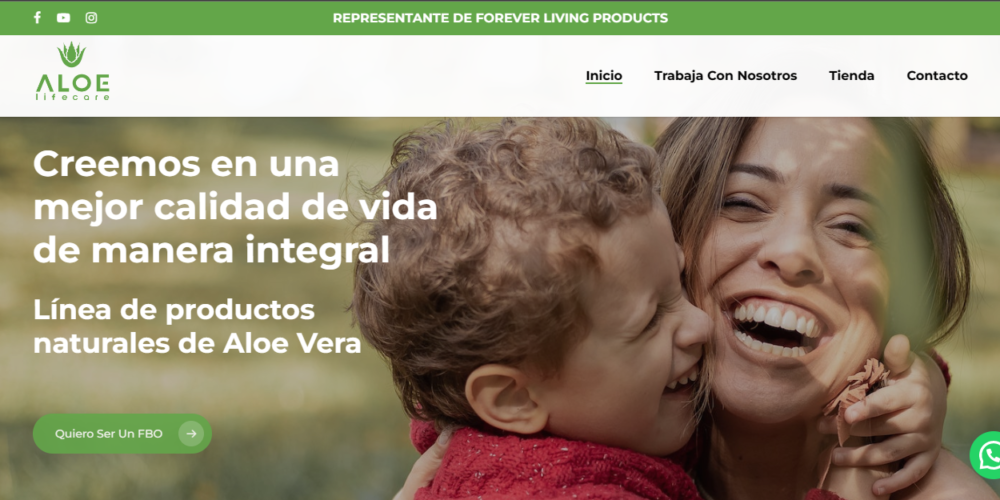 REPRESENTANTE DE FOREVER LIVING PRODUCTS
ALOE
lifecare
Inicio
Trabaja Con Nosotros
Tienda
Contacto
Creemos en una
mejor calidad de vida
de manera integral
Línea de productos
naturales de Aloe Vera
Quiero Ser Un FBO